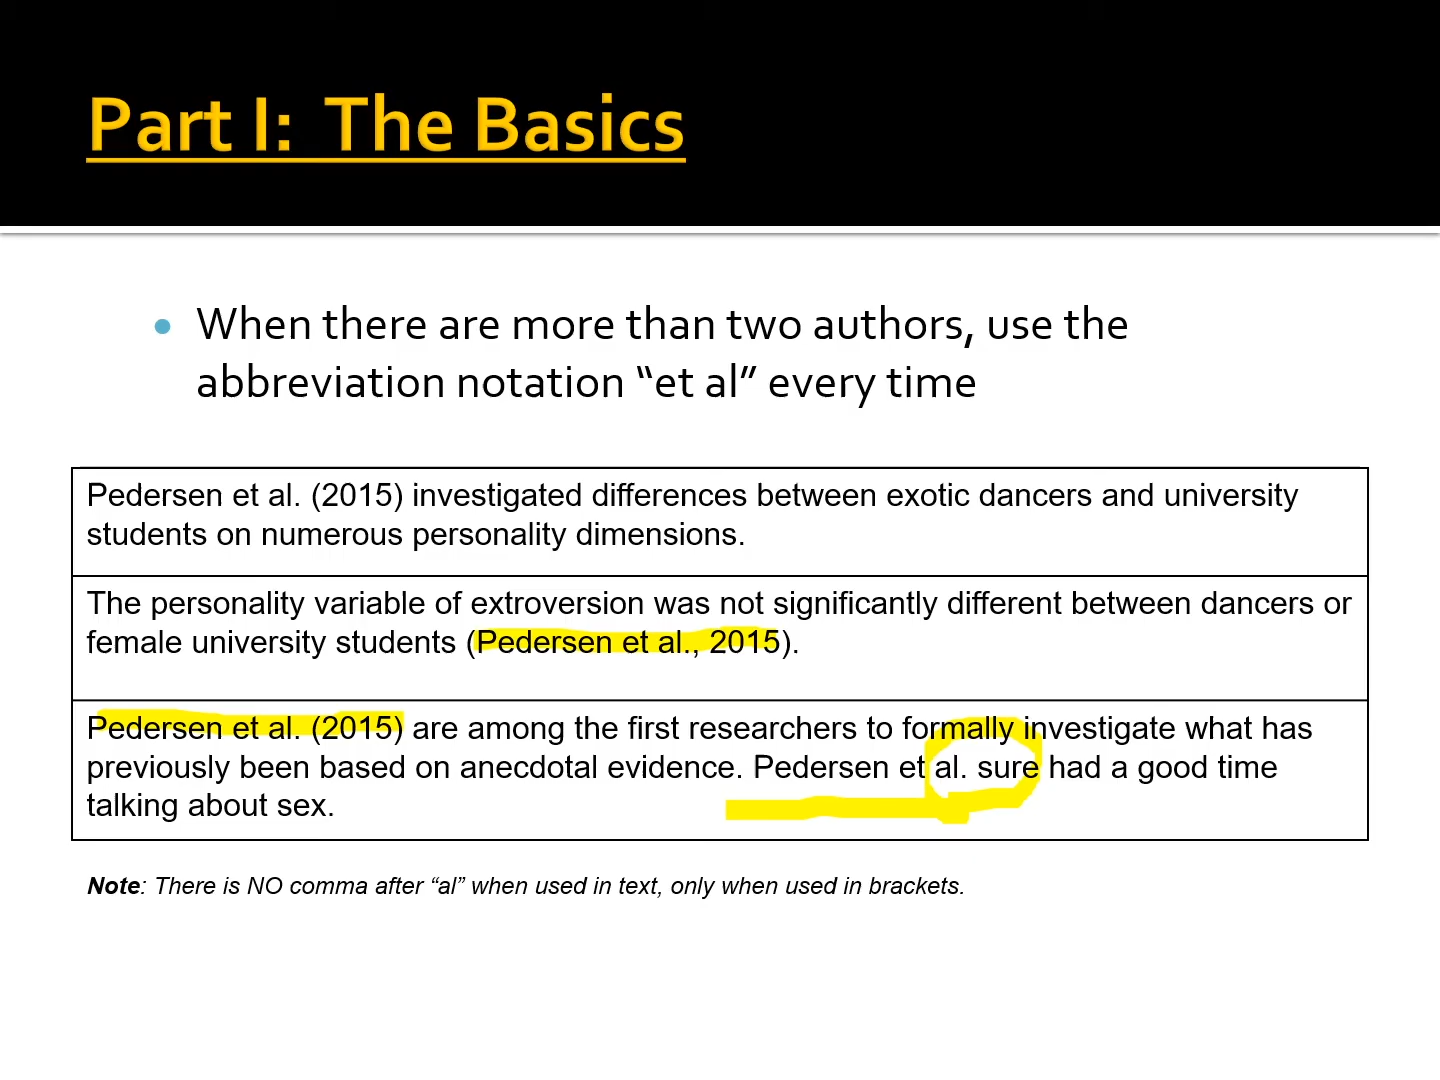 Part I:  The Basics
• When there are more than two authors, use the
abbreviation notation “et al” every time
Pedersen et al. (2015) investigated differences between exotic dancers and university
students on numerous personality dimensions.
The personality variable of extroversion was not significantly different between dancers or
female university students (Pedersen et al., 2015).
Pedersen et al. (2015) are among the first researchers to formally investigate what has
previously been based on anecdotal evidence. Pedersen et al. sure had a good time
talking about sex.
Note: There is NO comma after “al” when used in text, only when used in brackets.